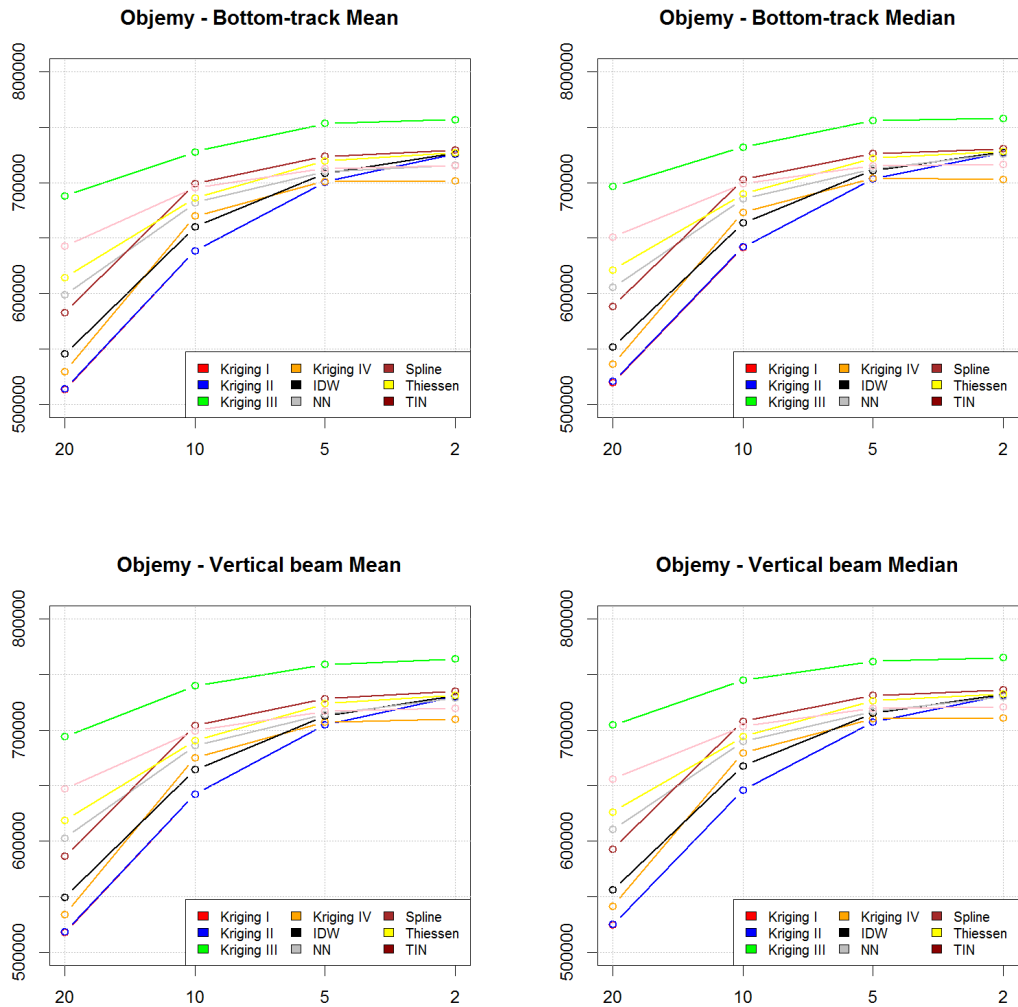 Objemy - Bottom-track Mean
800000
700000
600000
500000
20 10 5 2
Kriging I Kriging IV Spline
Kriging II IDW Thiessen
Kriging III NN TIN
Objemy - Bottom-track Median
800000
700000
600000
500000
20 10 5 2
Kriging I Kriging IV Spline
Kriging II IDW Thiessen
Kriging III NN TIN
Objemy - Vertical beam Mean
800000
700000
600000
500000
20 10 5 2
Kriging I Kriging IV Spline
Kriging II IDW Thiessen
Kriging III NN TIN
Objemy - Vertical beam Median
800000
700000
600000
500000
20 10 5 2
Kriging I Kriging IV Spline
Kriging II IDW Thiessen
Kriging III NN TIN